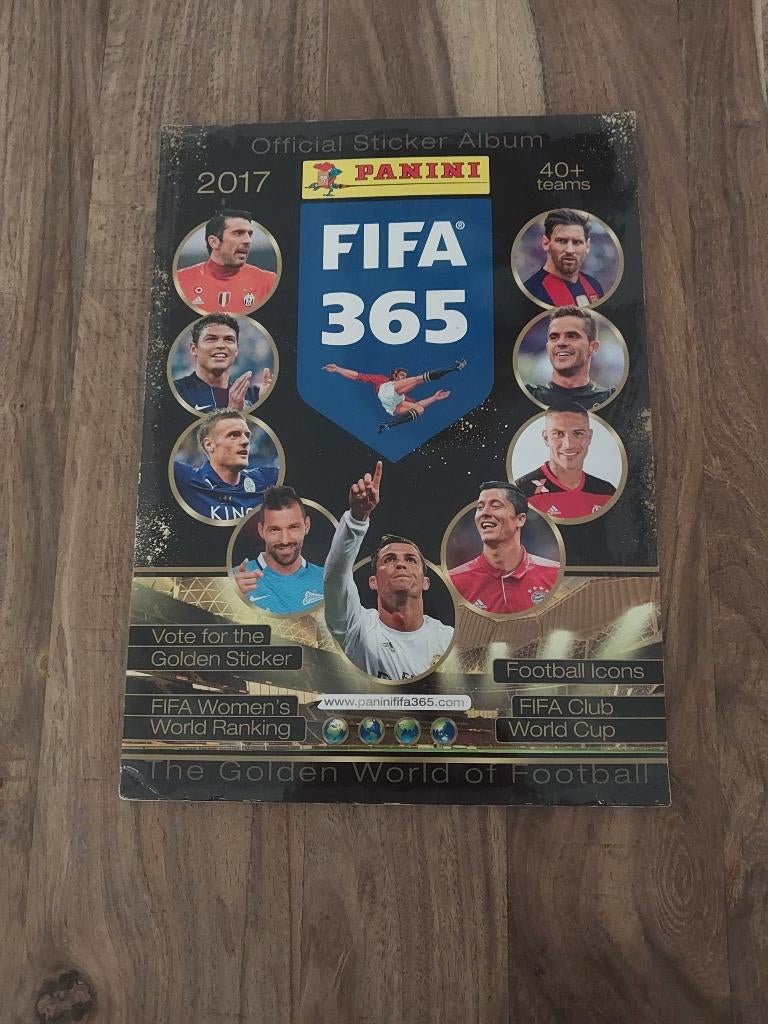 Official Sticker Album
2017
PANINI
40+
teams
FIFA®
365
KING
Vote for the
Golden Sticker
Football Icons
FIFA Women's
World Ranking
www.paninififa365.com
FIFA Club
World Cup
The Golden World of Football